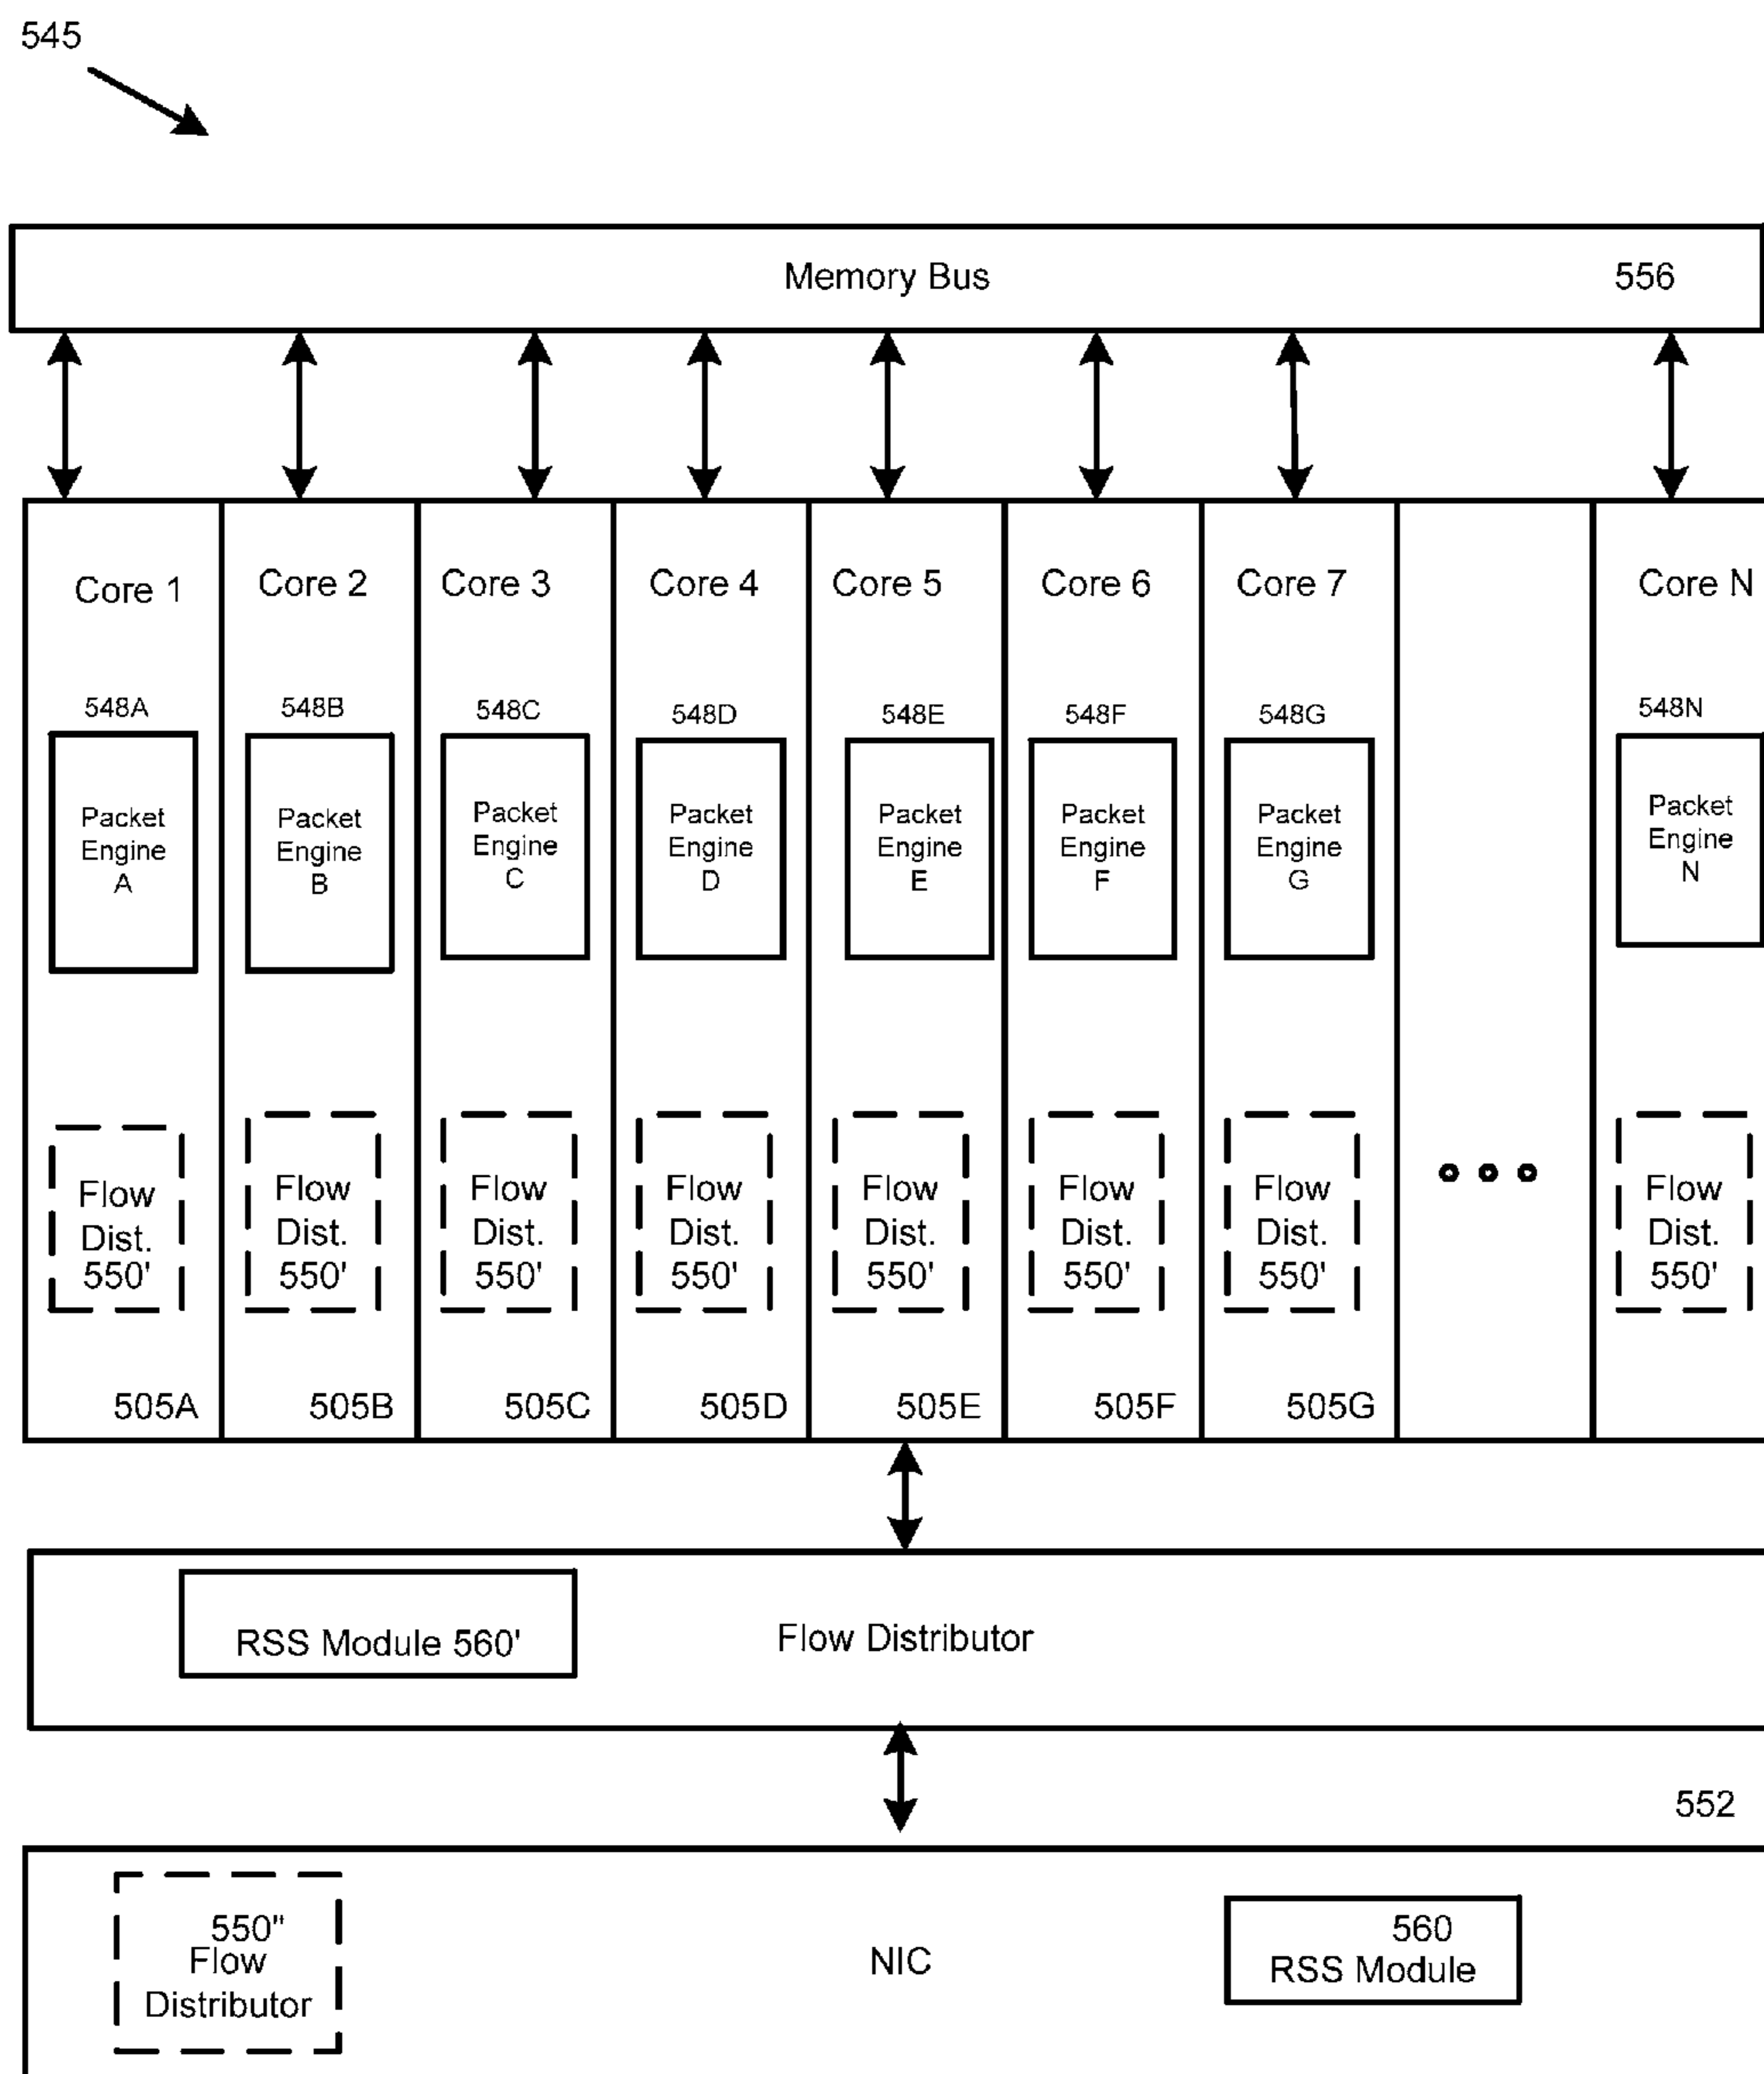 545
Memory Bus 556
Core 1 Core 2 Core 3 Core 4 Core 5 Core 6 Core 7 Core N
548A 548B 548C 548D 548E 548F 548G 548N
Packet Packet Packet Packet Packet Packet Packet Packet
Engine Engine Engine Engine Engine Engine Engine Engine
A B C D E F G N
Flow Flow Flow Flow Flow Flow Flow Flow
Dist. Dist. Dist. Dist. Dist. Dist. Dist. Dist.
550' 550' 550' 550' 550' 550' 550' 550'
505A 505B 505C 505D 505E 505F 505G
RSS Module 560' Flow Distributor
552
550"
Flow
Distributor
NIC
560
RSS Module